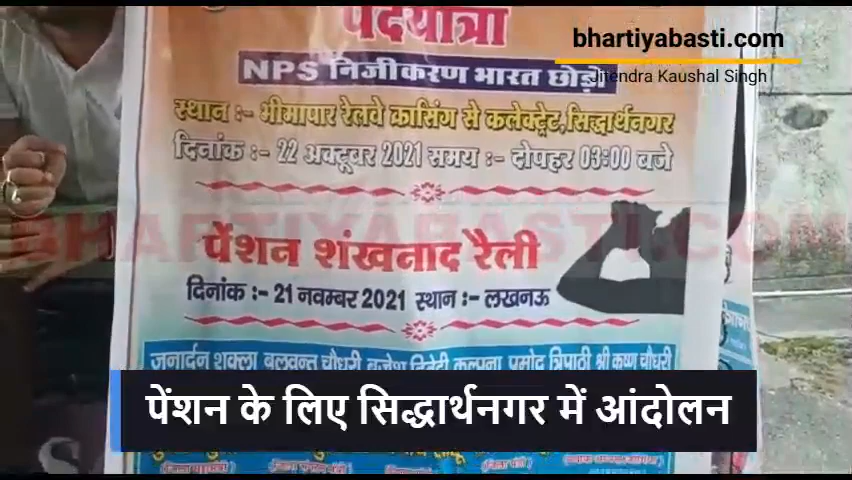 पदयात्रा
bhartiyabasti.com
Jitendra Kaushal Singh
NPS निजीकरण भारत छोड़ो
स्थान :- भीमापार रेलवे क्रासिंग से कलेक्ट्रेट,सिद्धार्थनगर
दिनांक :- 22 अक्टूबर 2021 समय :- दोपहर 03:00 बजे
BHARTIYABASTI.COM
पेंशन शंखनाद रैली
दिनांक :- 21 नवम्बर 2021 स्थान :- लखनऊ
जनार्दन शुक्ला बलवन्त चौधरी बृजेश द्विवेदी कल्पना प्रमोद त्रिपाठी श्री कृष्ण चौधरी
पेंशन के लिए सिद्धार्थनगर में आंदोलन